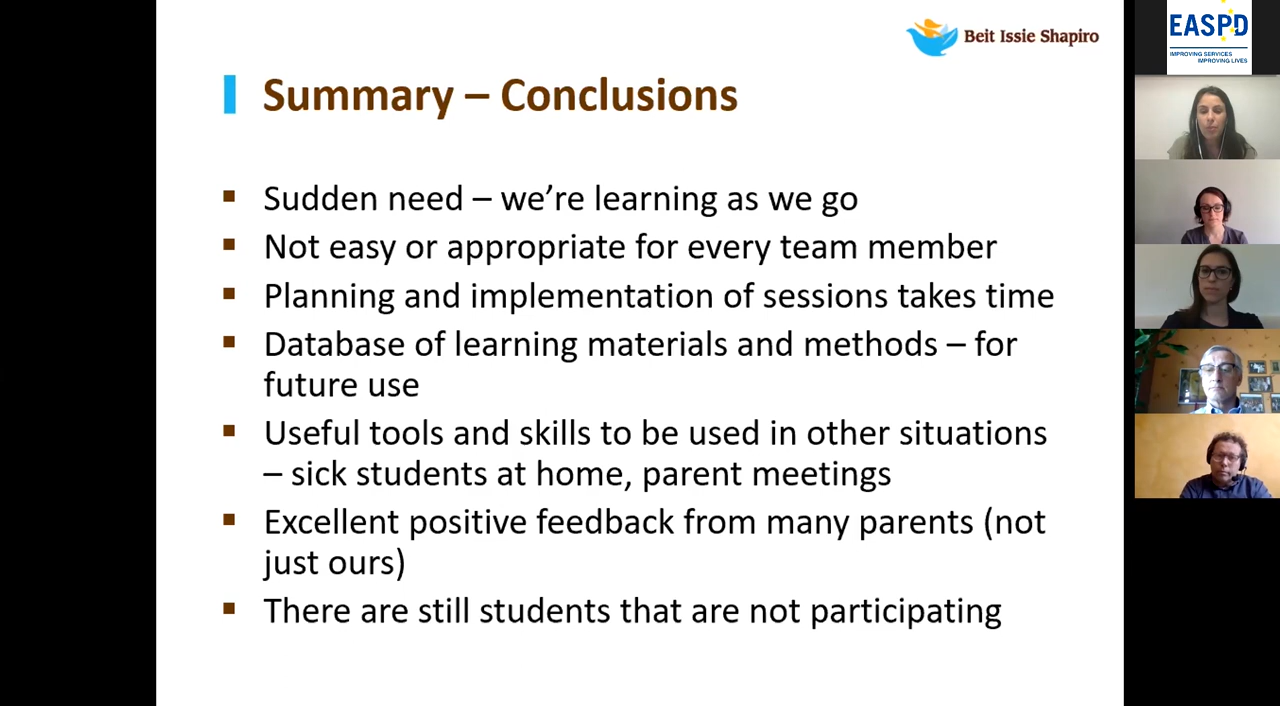 Beit Issie Shapiro
Summary – Conclusions
▪ Sudden need – we’re learning as we go
▪ Not easy or appropriate for every team member
▪ Planning and implementation of sessions takes time
▪ Database of learning materials and methods – for
future use
▪ Useful tools and skills to be used in other situations
– sick students at home, parent meetings
▪ Excellent positive feedback from many parents (not
just ours)
▪ There are still students that are not participating
EASPD
IMPROVING SERVICES
IMPROVING LIVES